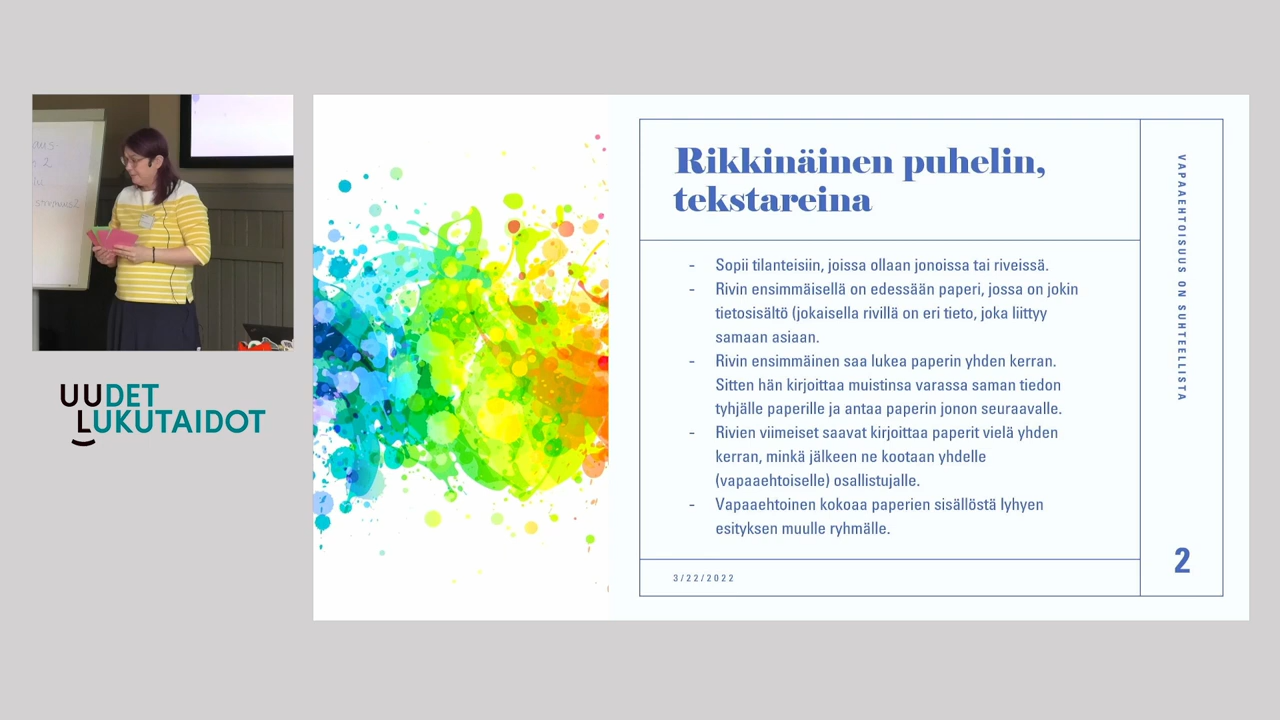 UUDET
LUKUTAIDOT
Rikkinäinen puhelin,
tekstareina
- Sopii tilanteisiin, joissa ollaan jonoissa tai riveissä.
- Rivin ensimmäisellä on edessään paperi, jossa on jokin
tietosisältö (jokaisella rivillä on eri tieto, joka liittyy
samaan asiaan.
- Rivin ensimmäinen saa lukea paperin yhden kerran.
Sitten hän kirjoittaa muistinsa varassa saman tiedon
tyhjälle paperille ja antaa paperin jonon seuraavalle.
- Rivien viimeiset saavat kirjoittaa paperit vielä yhden
kerran, minkä jälkeen ne kootaan yhdelle
(vapaaehtoiselle) osallistujalle.
- Vapaaehtoinen kokoaa paperien sisällöstä lyhyen
esityksen muulle ryhmälle.
3/22/2022
VAPAAEHTOISUUS ON SUHTEELLISTA
2